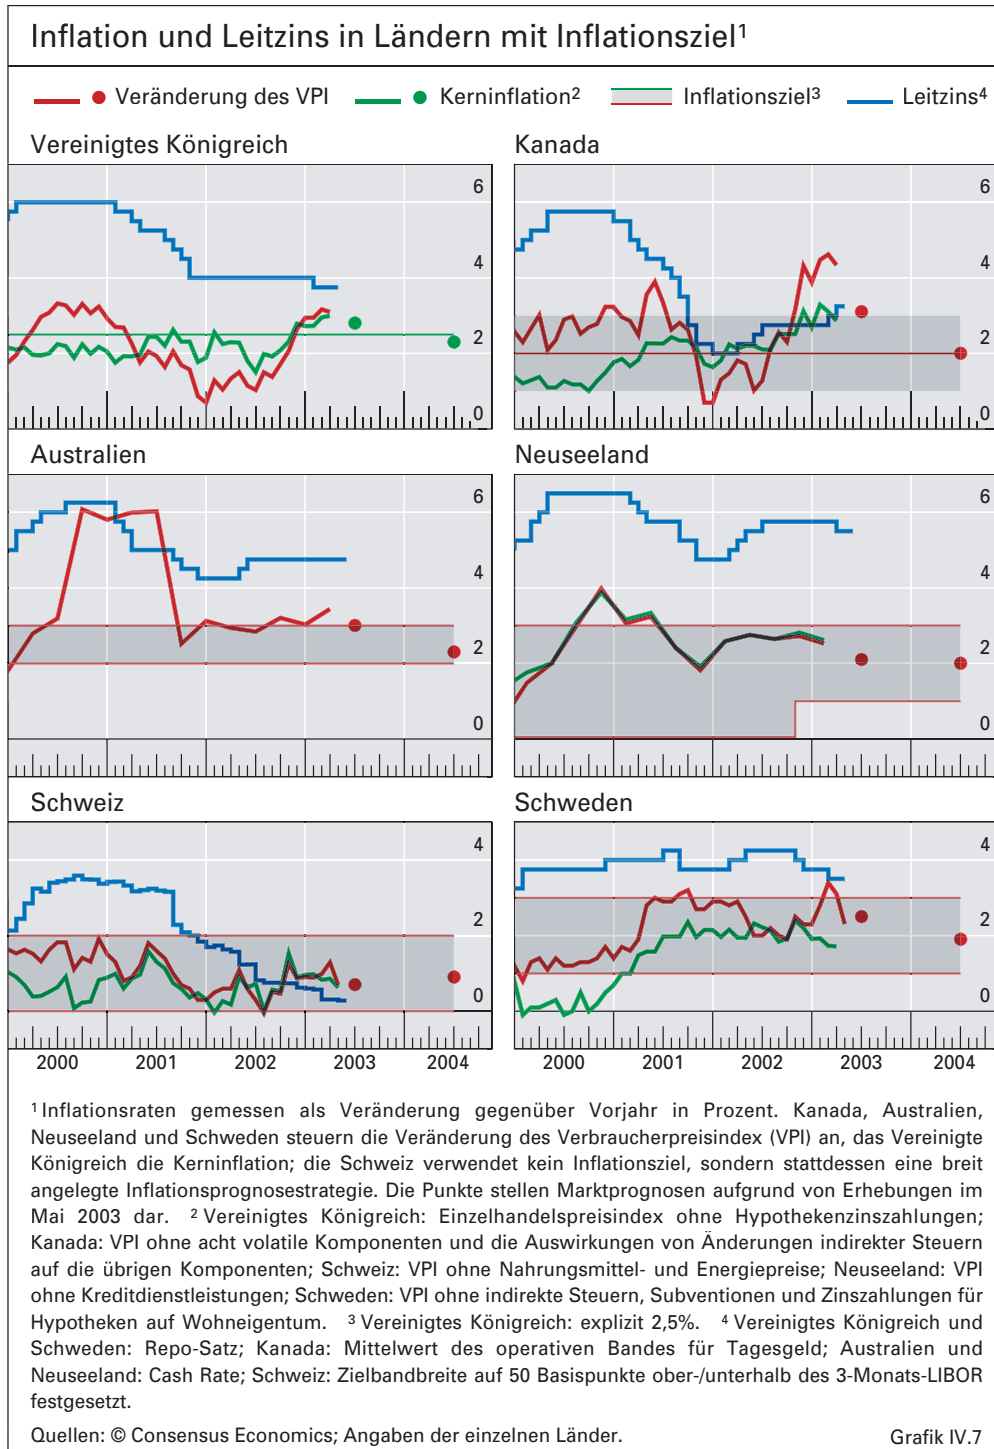 Inflation und Leitzins in Ländern mit Inflationsziel¹
Veränderung des VPI Kerninflation² Inflationsziel³ Leitzins⁴
Vereinigtes Königreich Kanada
6 6
4 4
2 2
0 0
Australien Neuseeland
6 6
4 4
2 2
0 0
Schweiz Schweden
4 4
2 2
0 0
2000 2001 2002 2003 2004 2000 2001 2002 2003 2004
¹ Inflationsraten gemessen als Veränderung gegenüber Vorjahr in Prozent. Kanada, Australien,
Neuseeland und Schweden steuern die Veränderung des Verbraucherpreisindex (VPI) an, das Vereinigte
Königreich die Kerninflation; die Schweiz verwendet kein Inflationsziel, sondern stattdessen eine breit
angelegte Inflationsprognosestrategie. Die Punkte stellen Marktprognosen aufgrund von Erhebungen im
Mai 2003 dar. ² Vereinigtes Königreich: Einzelhandelspreisindex ohne Hypothekenzinszahlungen;
Kanada: VPI ohne acht volatile Komponenten und die Auswirkungen von Änderungen indirekter Steuern
auf die übrigen Komponenten; Schweiz: VPI ohne Nahrungsmittel- und Energiepreise; Neuseeland: VPI
ohne Kreditdienstleistungen; Schweden: VPI ohne indirekte Steuern, Subventionen und Zinszahlungen für
Hypotheken auf Wohneigentum. ³ Vereinigtes Königreich: explizit 2,5%. ⁴ Vereinigtes Königreich und
Schweden: Repo-Satz; Kanada: Mittelwert des operativen Bandes für Tagesgeld; Australien und
Neuseeland: Cash Rate; Schweiz: Zielbandbreite auf 50 Basispunkte ober-/unterhalb des 3-Monats-LIBOR
festgesetzt.
Quellen: © Consensus Economics; Angaben der einzelnen Länder. Grafik IV.7